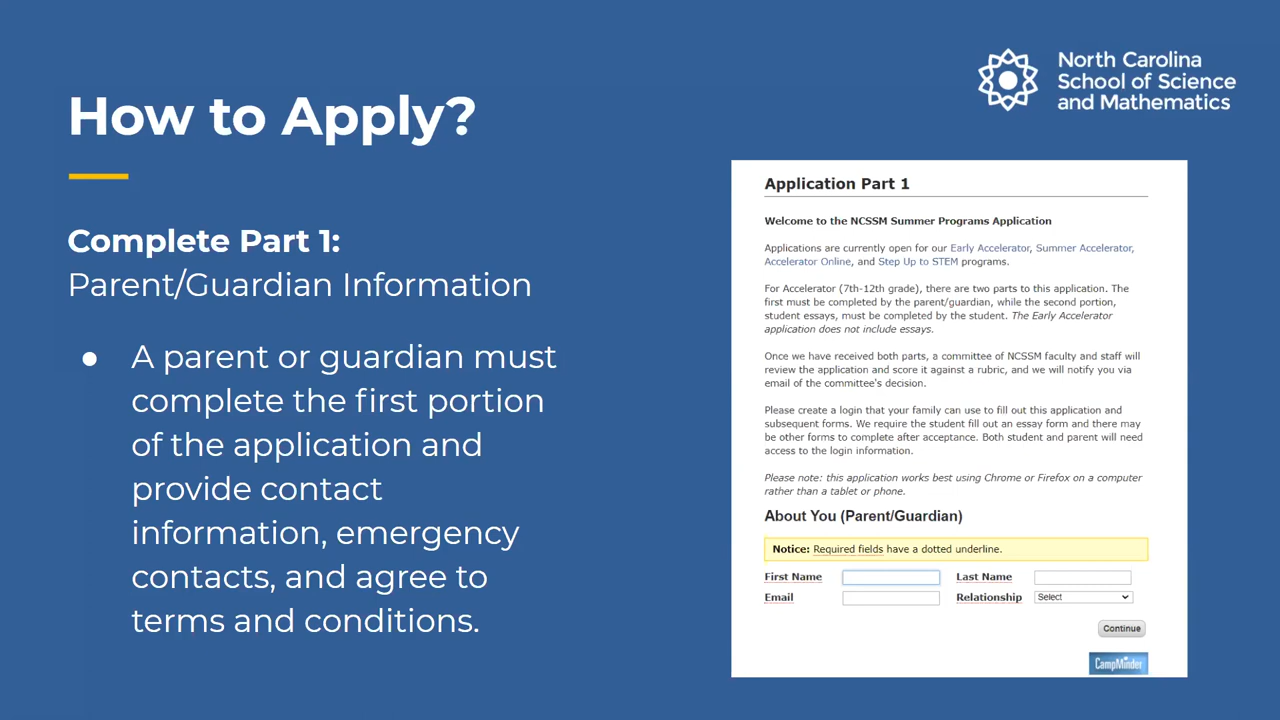 How to Apply?
North Carolina
School of Science
and Mathematics
Complete Part 1:
Parent/Guardian Information
● A parent or guardian must
complete the first portion
of the application and
provide contact
information, emergency
contacts, and agree to
terms and conditions.
Application Part 1
Welcome to the NCSSM Summer Programs Application
Applications are currently open for our Early Accelerator, Summer Accelerator,
Accelerator Online, and Step Up to STEM programs.
For Accelerator (7th-12th grade), there are two parts to this application. The
first must be completed by the parent/guardian, while the second portion,
student essays, must be completed by the student. The Early Accelerator
application does not include essays.
Once we have received both parts, a committee of NCSSM faculty and staff will
review the application and score it against a rubric, and we will notify you via
email of the committee's decision.
Please create a login that your family can use to fill out this application and
subsequent forms. We require the student fill out an essay form and there may
be other forms to complete after acceptance. Both student and parent will need
access to the login information.
Please note: this application works best using Chrome or Firefox on a computer
rather than a tablet or phone.
About You (Parent/Guardian)
Notice: Required fields have a dotted underline.
First Name Last Name
Email Relationship Select
Continue
CampMinder